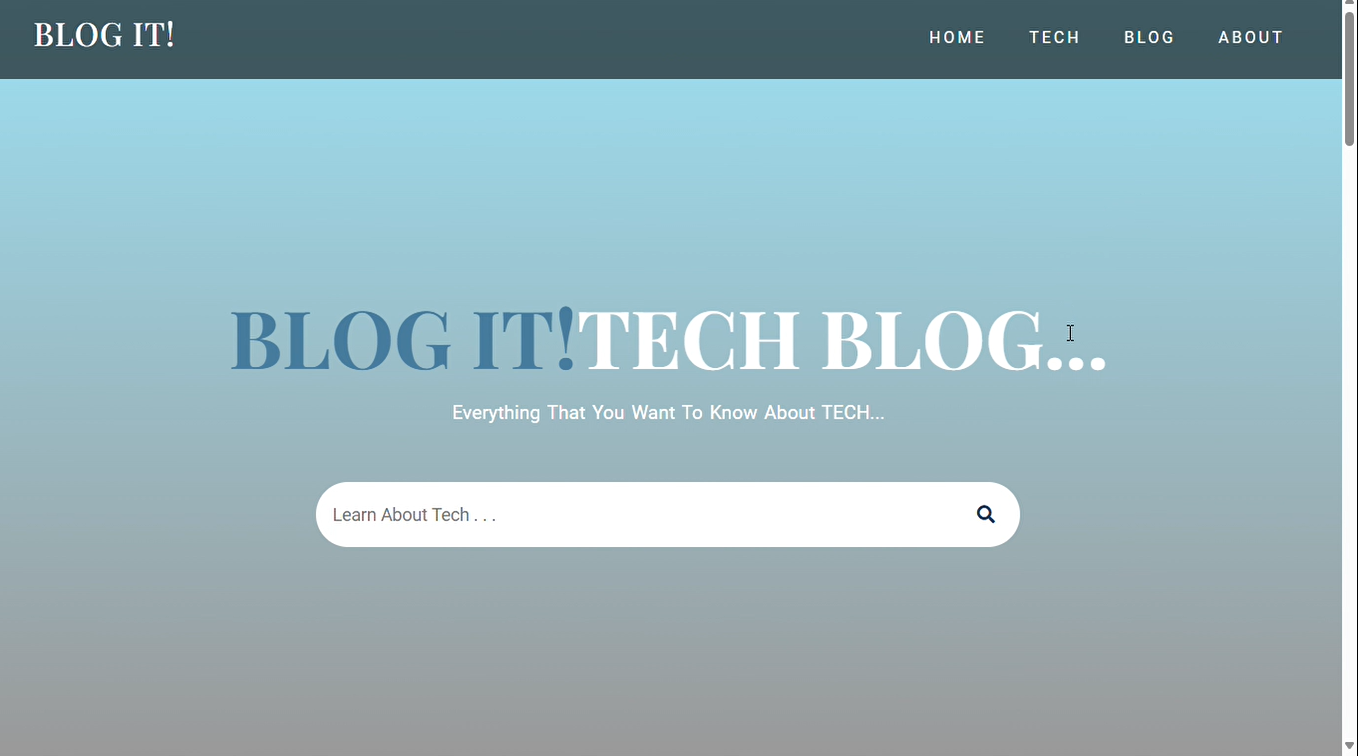 BLOG IT!
HOME TECH BLOG ABOUT
BLOG IT!TECH BLOG...
Everything That You Want To Know About TECH...
Learn About Tech . . .